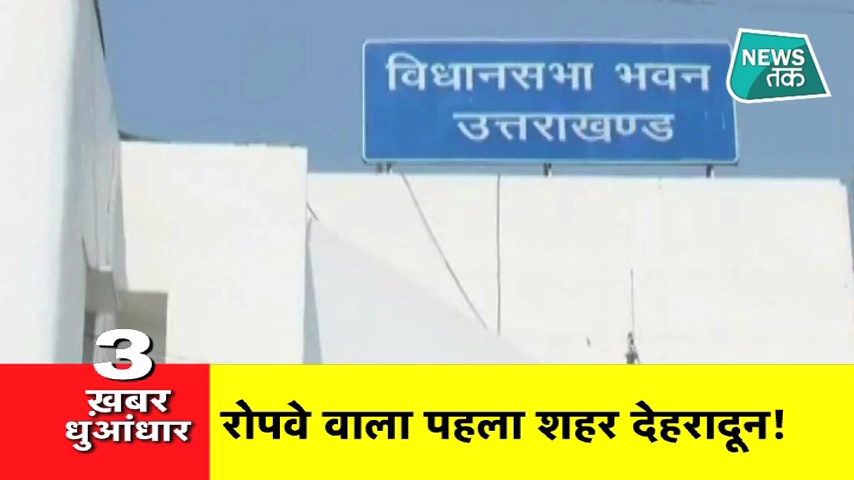 विधानसभा भवन
उत्तराखण्ड
NEWS
तक
3
ख़बर
धुआंधार
रोपवे वाला पहला शहर देहरादून!